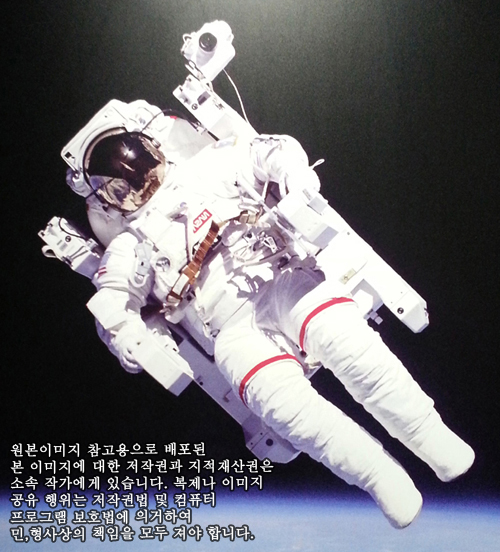 원본이미지 참고용으로 배포된
본 이미지에 대한 저작권과 지적재산권은
소속 작가에게 있습니다. 복제나 이미지
공유 행위는 저작권법 및 컴퓨터
프로그램 보호법에 의거하여
민,형사상의 책임을 모두 져야 합니다.